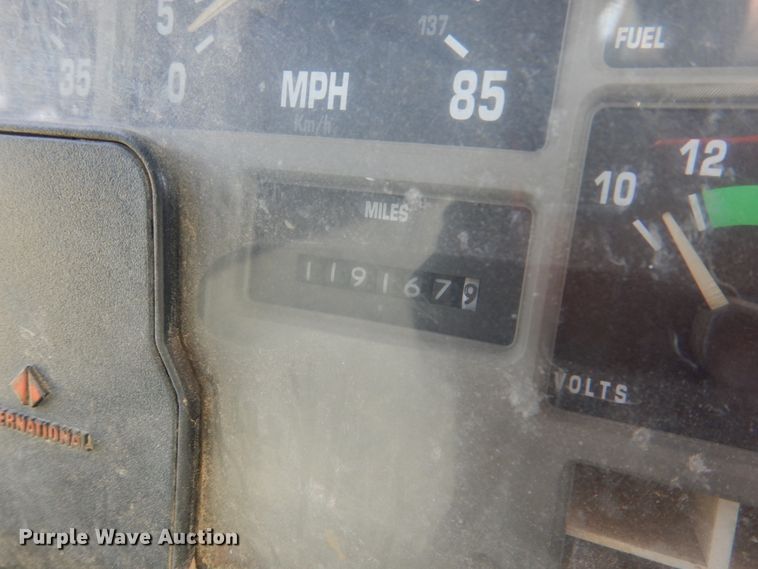 5
137
FUEL
35
0
MPH
85
Km/h
12
10
MILES
1191679
VOLTS
ERNATIONAL
Purple Wave Auction